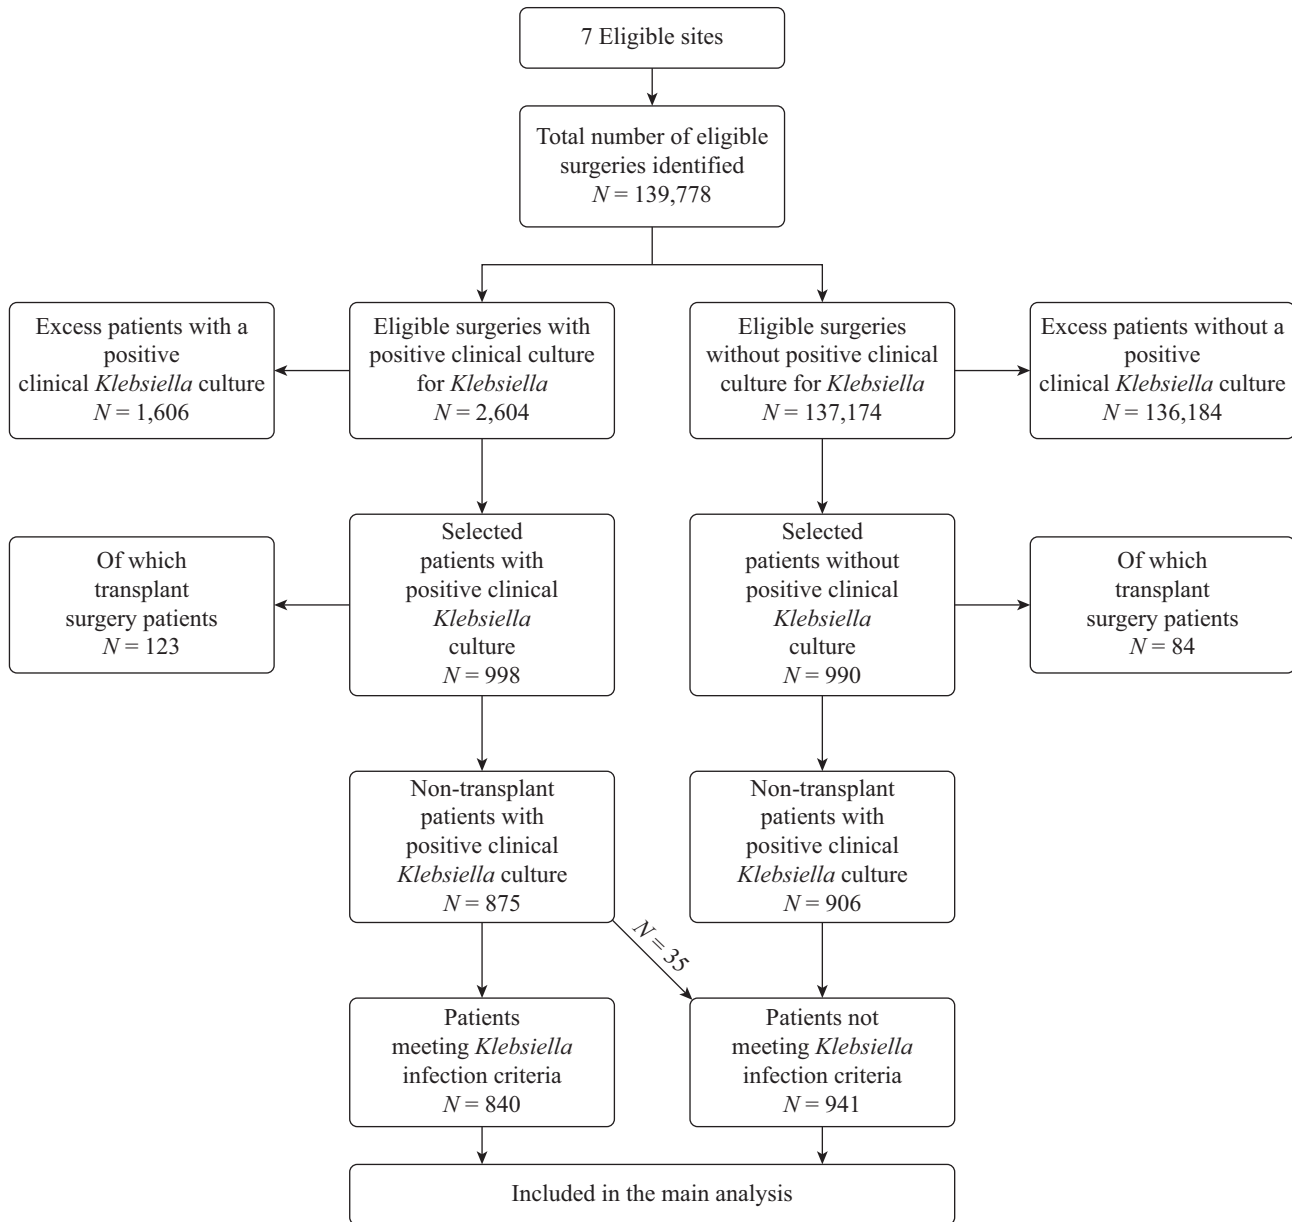 7 Eligible sites
Total number of eligible
surgeries identified
N = 139,778
Excess patients with a
positive
clinical Klebsiella culture
N = 1,606
Eligible surgeries with
positive clinical culture
for Klebsiella
N = 2,604
Eligible surgeries
without positive clinical
culture for Klebsiella
N = 137,174
Excess patients without a
positive
clinical Klebsiella culture
N = 136,184
Of which
transplant
surgery patients
N = 123
Selected
patients with
positive clinical
Klebsiella
culture
N = 998
Selected
patients without
positive clinical
Klebsiella
culture
N = 990
Of which
transplant
surgery patients
N = 84
Non-transplant
patients with
positive clinical
Klebsiella culture
N = 875
Non-transplant
patients with
positive clinical
Klebsiella culture
N = 906
N = 35
Patients
meeting Klebsiella
infection criteria
N = 840
Patients not
meeting Klebsiella
infection criteria
N = 941
Included in the main analysis